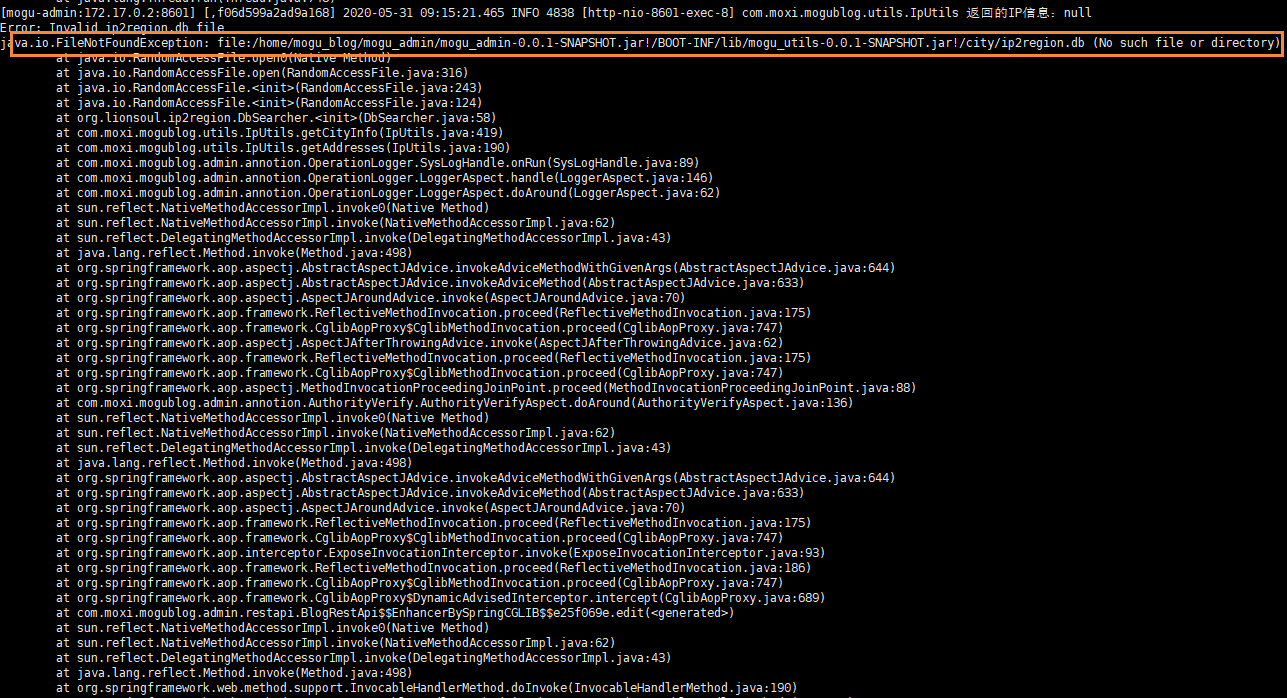 [mogu-admin:172.17.0.2:8601] [,f06d599a2ad9a168] 2020-05-31 09:15:21.465 INFO 4838 [http-nio-8601-exec-8] com.moxi.mogublog.utils.IpUtils 返回的IP信息：null
Error: Invalid ip2region.db file
java.io.FileNotFoundException: file:/home/mogu_blog/mogu_admin/mogu_admin-0.0.1-SNAPSHOT.jar!/BOOT-INF/lib/mogu_utils-0.0.1-SNAPSHOT.jar!/city/ip2region.db (No such file or directory)
at java.io.RandomAccessFile.open0(Native Method)
at java.io.RandomAccessFile.open(RandomAccessFile.java:316)
at java.io.RandomAccessFile.<init>(RandomAccessFile.java:243)
at java.io.RandomAccessFile.<init>(RandomAccessFile.java:124)
at org.lionsoul.ip2region.DbSearcher.<init>(DbSearcher.java:58)
at com.moxi.mogublog.utils.IpUtils.getCityInfo(IpUtils.java:419)
at com.moxi.mogublog.utils.IpUtils.getAddresses(IpUtils.java:190)
at com.moxi.mogublog.admin.annotion.OperationLogger.SysLogHandle.onRun(SysLogHandle.java:89)
at com.moxi.mogublog.admin.annotion.OperationLogger.LoggerAspect.handle(LoggerAspect.java:146)
at com.moxi.mogublog.admin.annotion.OperationLogger.LoggerAspect.doAround(LoggerAspect.java:62)
at sun.reflect.NativeMethodAccessorImpl.invoke0(Native Method)
at sun.reflect.NativeMethodAccessorImpl.invoke(NativeMethodAccessorImpl.java:62)
at sun.reflect.DelegatingMethodAccessorImpl.invoke(DelegatingMethodAccessorImpl.java:43)
at java.lang.reflect.Method.invoke(Method.java:498)
at org.springframework.aop.aspectj.AbstractAspectJAdvice.invokeAdviceMethodWithGivenArgs(AbstractAspectJAdvice.java:644)
at org.springframework.aop.aspectj.AbstractAspectJAdvice.invokeAdviceMethod(AbstractAspectJAdvice.java:633)
at org.springframework.aop.aspectj.AspectJAroundAdvice.invoke(AspectJAroundAdvice.java:70)
at org.springframework.aop.framework.ReflectiveMethodInvocation.proceed(ReflectiveMethodInvocation.java:175)
at org.springframework.aop.framework.CglibAopProxy$CglibMethodInvocation.proceed(CglibAopProxy.java:747)
at org.springframework.aop.aspectj.AspectJAfterThrowingAdvice.invoke(AspectJAfterThrowingAdvice.java:62)
at org.springframework.aop.framework.ReflectiveMethodInvocation.proceed(ReflectiveMethodInvocation.java:175)
at org.springframework.aop.framework.CglibAopProxy$CglibMethodInvocation.proceed(CglibAopProxy.java:747)
at org.springframework.aop.aspectj.MethodInvocationProceedingJoinPoint.proceed(MethodInvocationProceedingJoinPoint.java:88)
at com.moxi.mogublog.admin.annotion.AuthorityVerify.AuthorityVerifyAspect.doAround(AuthorityVerifyAspect.java:136)
at sun.reflect.NativeMethodAccessorImpl.invoke0(Native Method)
at sun.reflect.NativeMethodAccessorImpl.invoke(NativeMethodAccessorImpl.java:62)
at sun.reflect.DelegatingMethodAccessorImpl.invoke(DelegatingMethodAccessorImpl.java:43)
at java.lang.reflect.Method.invoke(Method.java:498)
at org.springframework.aop.aspectj.AbstractAspectJAdvice.invokeAdviceMethodWithGivenArgs(AbstractAspectJAdvice.java:644)
at org.springframework.aop.aspectj.AbstractAspectJAdvice.invokeAdviceMethod(AbstractAspectJAdvice.java:633)
at org.springframework.aop.aspectj.AspectJAroundAdvice.invoke(AspectJAroundAdvice.java:70)
at org.springframework.aop.framework.ReflectiveMethodInvocation.proceed(ReflectiveMethodInvocation.java:175)
at org.springframework.aop.framework.CglibAopProxy$CglibMethodInvocation.proceed(CglibAopProxy.java:747)
at org.springframework.aop.interceptor.ExposeInvocationInterceptor.invoke(ExposeInvocationInterceptor.java:93)
at org.springframework.aop.framework.ReflectiveMethodInvocation.proceed(ReflectiveMethodInvocation.java:186)
at org.springframework.aop.framework.CglibAopProxy$CglibMethodInvocation.proceed(CglibAopProxy.java:747)
at org.springframework.aop.framework.CglibAopProxy$DynamicAdvisedInterceptor.intercept(CglibAopProxy.java:689)
at com.moxi.mogublog.admin.restapi.BlogRestApi$$EnhancerBySpringCGLIB$$e25f069e.edit(<generated>)
at sun.reflect.NativeMethodAccessorImpl.invoke0(Native Method)
at sun.reflect.NativeMethodAccessorImpl.invoke(NativeMethodAccessorImpl.java:62)
at sun.reflect.DelegatingMethodAccessorImpl.invoke(DelegatingMethodAccessorImpl.java:43)
at java.lang.reflect.Method.invoke(Method.java:498)
at org.springframework.web.method.support.InvocableHandlerMethod.doInvoke(InvocableHandlerMethod.java:190)